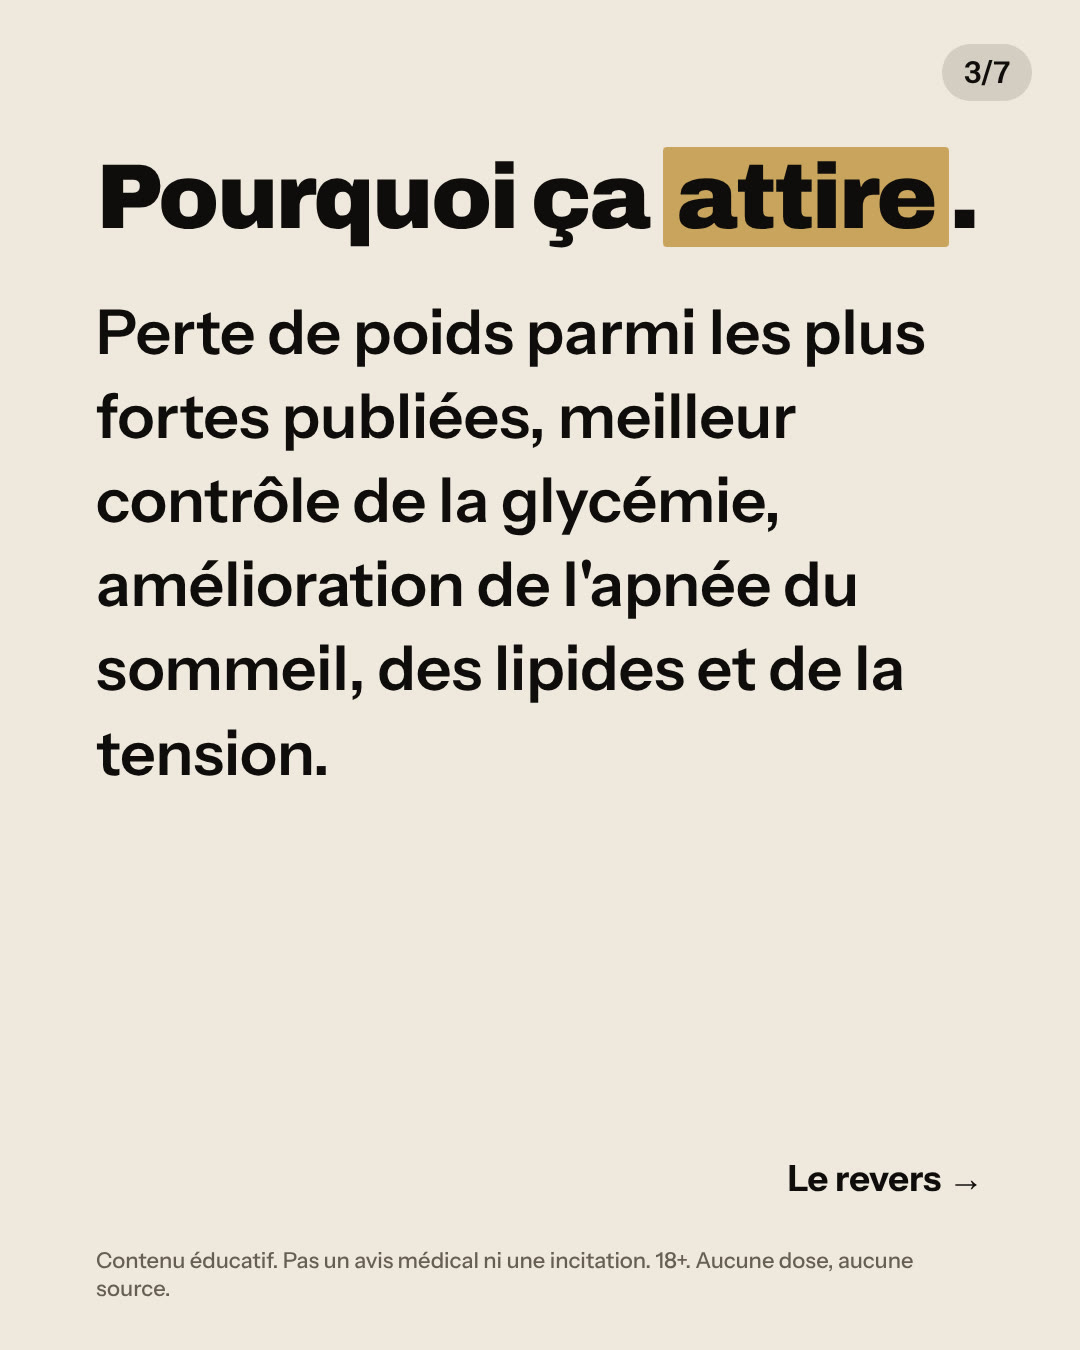 3/7
Pourquoi ça attire.
Perte de poids parmi les plus
fortes publiées, meilleur
contrôle de la glycémie,
amélioration de l'apnée du
sommeil, des lipides et de la
tension.
Le revers →
Contenu éducatif. Pas un avis médical ni une incitation. 18+. Aucune dose, aucune
source.